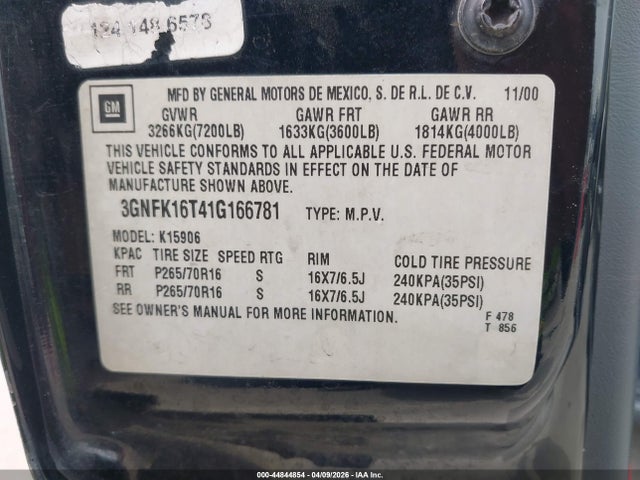 GM
MFD BY GENERAL MOTORS DE MEXICO, S. DE R.L. DE C.V. 11/00
GVWR GAWR FRT GAWR RR
3266KG(7200LB) 1633KG(3600LB) 1814KG(4000LB)
THIS VEHICLE CONFORMS TO ALL APPLICABLE U.S. FEDERAL MOTOR
VEHICLE SAFETY STANDARDS IN EFFECT ON THE DATE OF
MANUFACTURE SHOWN ABOVE.
3GNFK16T41G166781 TYPE: M.P.V.
MODEL: K15906
KPAC TIRE SIZE SPEED RTG RIM COLD TIRE PRESSURE
FRT P265/70R16 S 16X7/6.5J 240KPA(35PSI)
RR P265/70R16 S 16X7/6.5J 240KPA(35PSI)
SEE OWNER'S MANUAL FOR MORE INFORMATION.
F 478
T 856
000-44844854 | 04/09/2026 - IAA Inc.